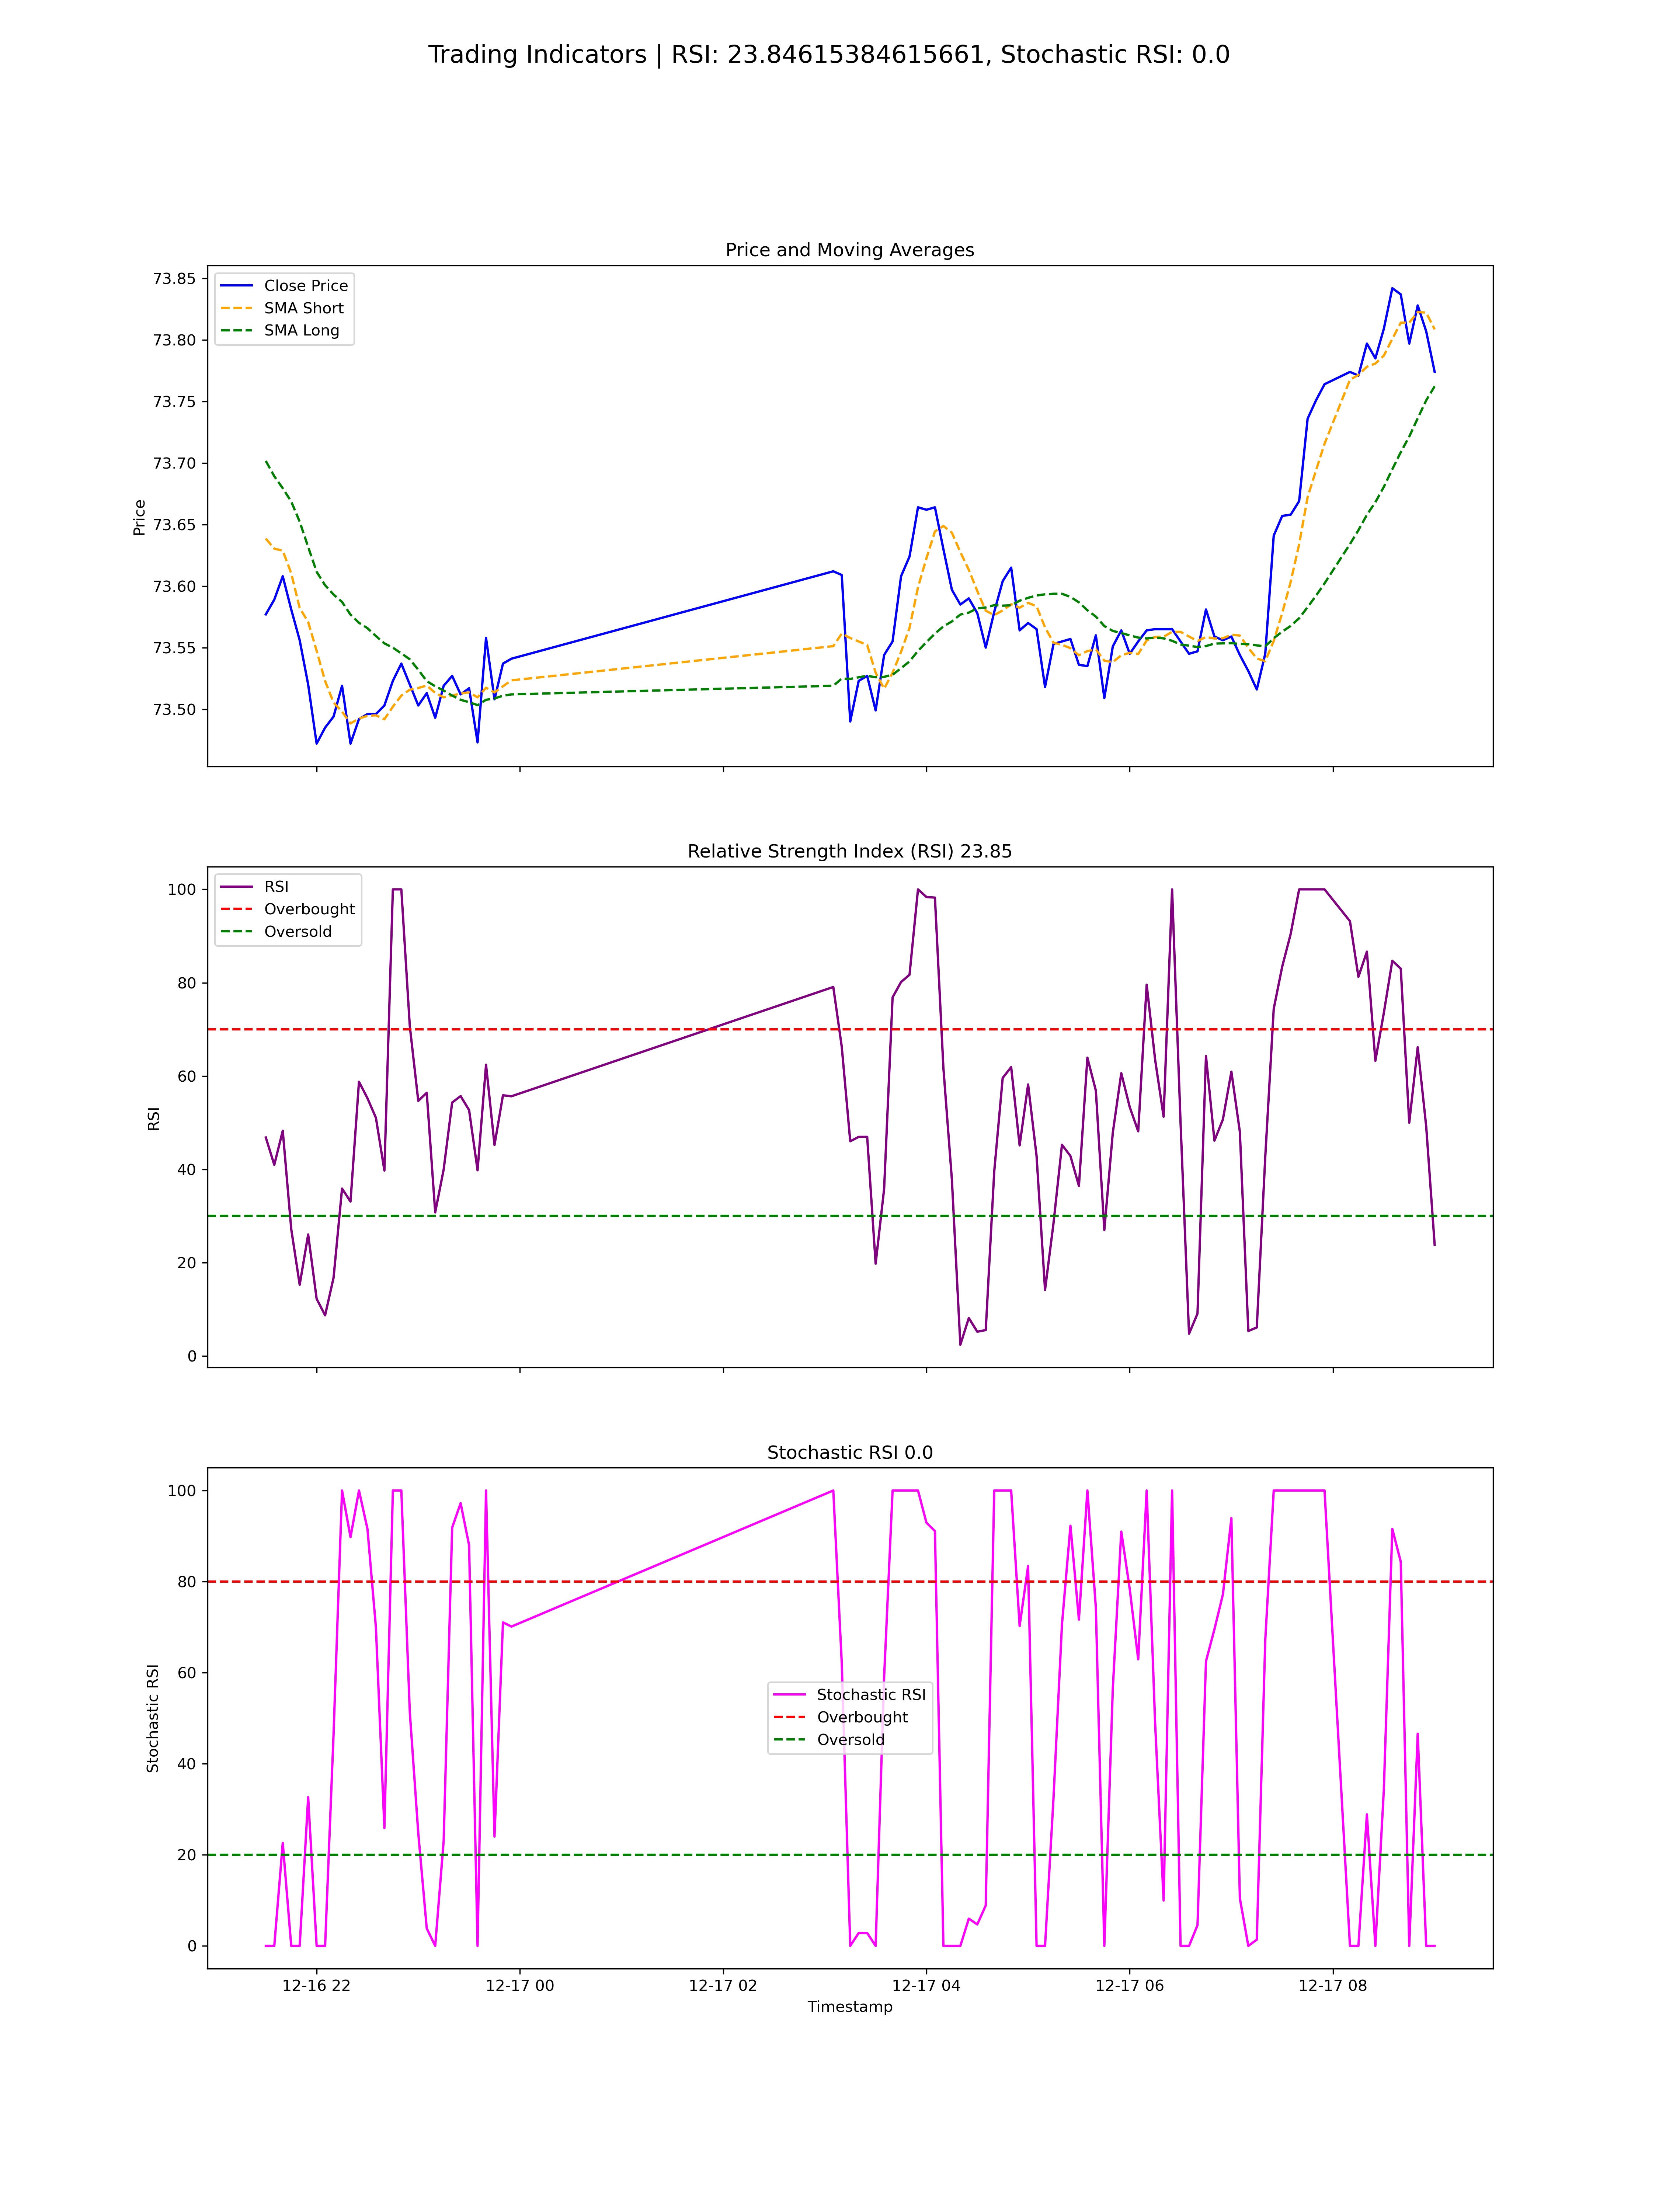 Trading Indicators | RSI: 23.84615384615661, Stochastic RSI: 0.0
Price and Moving Averages
Close Price
SMA Short
SMA Long
Price
73.85
73.80
73.75
73.70
73.65
73.60
73.55
73.50
Relative Strength Index (RSI) 23.85
RSI
Overbought
Oversold
RSI
100
80
60
40
20
0
Stochastic RSI 0.0
Stochastic RSI
Overbought
Oversold
Stochastic RSI
100
80
60
40
20
0
12-16 22
12-17 00
12-17 02
12-17 04
12-17 06
12-17 08
Timestamp